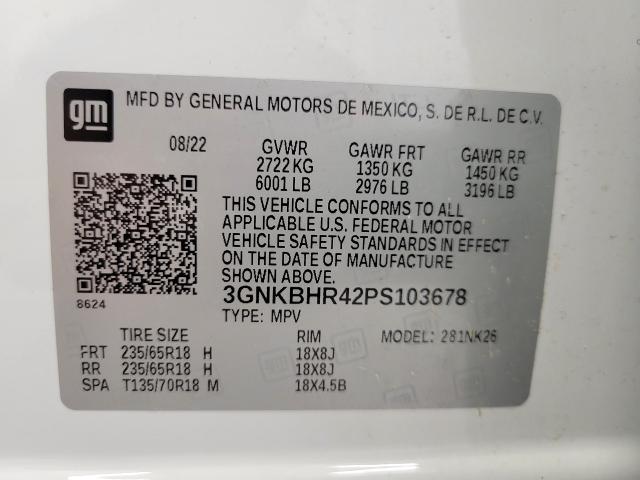 gm
MFD BY GENERAL MOTORS DE MEXICO, S. DE R.L. DE C.V.
08/22 GVWR GAWR FRT GAWR RR
2722 KG 1350 KG 1450 KG
6001 LB 2976 LB 3196 LB
THIS VEHICLE CONFORMS TO ALL
APPLICABLE U.S. FEDERAL MOTOR
VEHICLE SAFETY STANDARDS IN EFFECT
ON THE DATE OF MANUFACTURE
SHOWN ABOVE.
8624
3GNKBHR42PS103678
TYPE: MPV
TIRE SIZE RIM MODEL: 281NK26
FRT 235/65R18 H 18X8J
RR 235/65R18 H 18X8J
SPA T135/70R18 M 18X4.5B